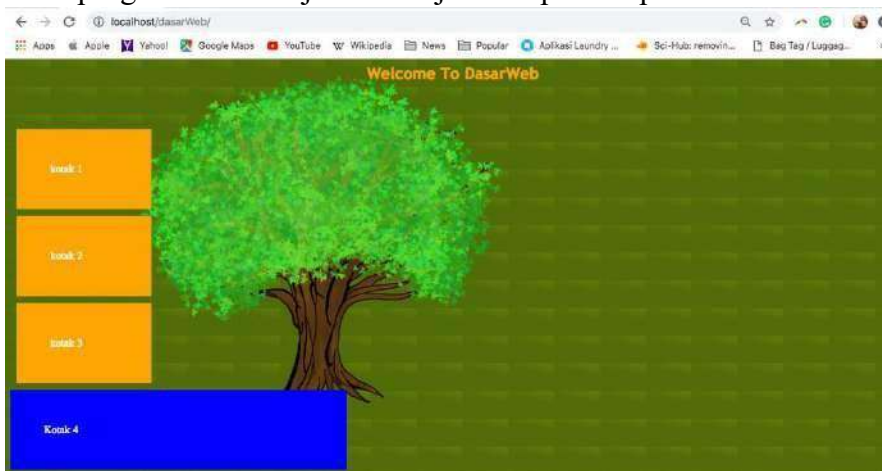 localhost/dasarWeb/
Apps Apple Yahoo! Google Maps YouTube Wikipedia News Popular Aplikasi Laundry ... Sci-Hub: removin... Bag Tag / Luggag...
Welcome To DasarWeb
kotak 1
kotak 2
kotak 3
Kotak 4